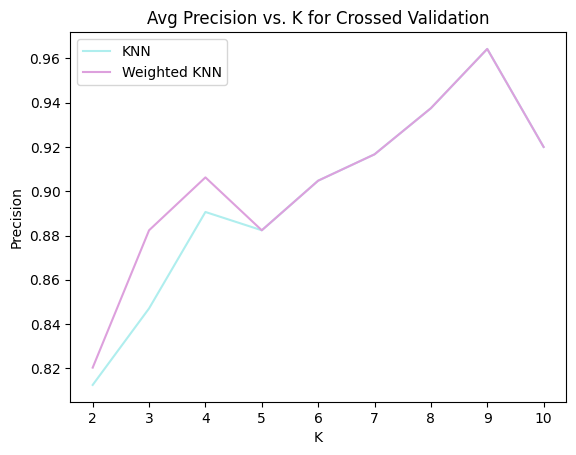 Avg Precision vs. K for Crossed Validation
KNN
Weighted KNN
Precision
0.96
0.94
0.92
0.90
0.88
0.86
0.84
0.82
2 3 4 5 6 7 8 9 10
K